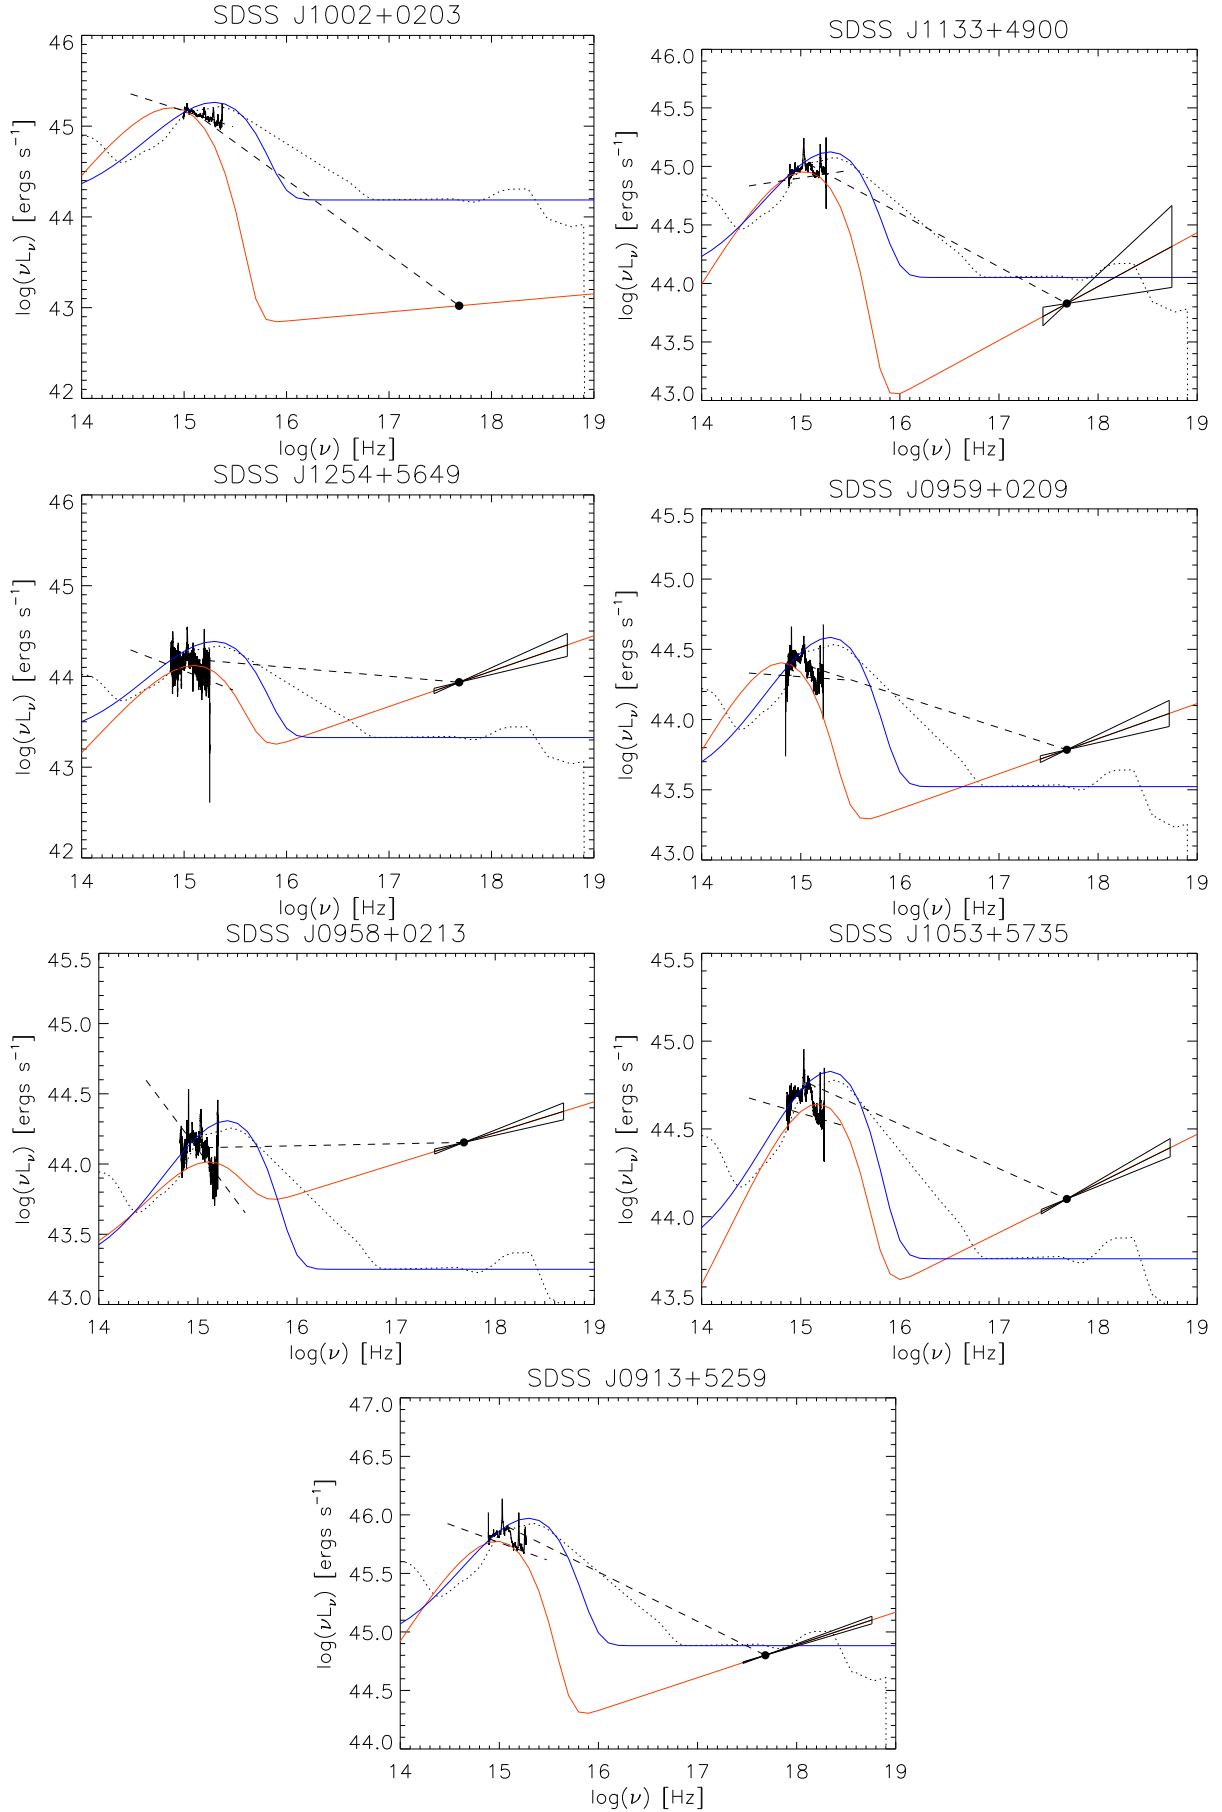 SDSS J1002+0203
46
45
44
43
42
log(νLν) [ergs s⁻¹]
14 15 16 17 18 19
log(ν) [Hz]
SDSS J1133+4900
46.0
45.5
45.0
44.5
44.0
43.5
43.0
log(νLν) [ergs s⁻¹]
14 15 16 17 18 19
log(ν) [Hz]
SDSS J1254+5649
46
45
44
43
42
log(νLν) [ergs s⁻¹]
14 15 16 17 18 19
log(ν) [Hz]
SDSS J0959+0209
45.5
45.0
44.5
44.0
43.5
43.0
log(νLν) [ergs s⁻¹]
14 15 16 17 18 19
log(ν) [Hz]
SDSS J0958+0213
45.5
45.0
44.5
44.0
43.5
43.0
log(νLν) [ergs s⁻¹]
14 15 16 17 18 19
log(ν) [Hz]
SDSS J1053+5735
45.5
45.0
44.5
44.0
43.5
log(νLν) [ergs s⁻¹]
14 15 16 17 18 19
log(ν) [Hz]
SDSS J0913+5259
47.0
46.5
46.0
45.5
45.0
44.5
44.0
log(νLν) [ergs s⁻¹]
14 15 16 17 18 19
log(ν) [Hz]